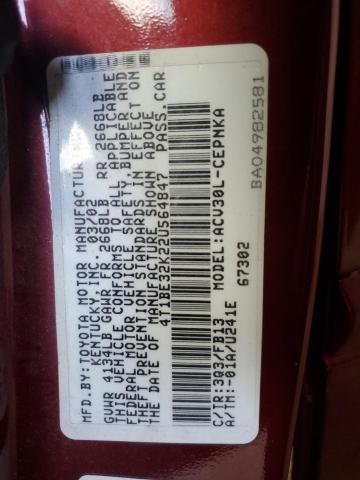 MFD.BY:TOYOTA MOTOR MANUFACTUR
KENTUCKY, INC. 03/02
GVWR 4134LB GAWR FR 2668LB RR 2668LB
THIS VEHICLE CONFORMS TO ALL APPLICABLE
FEDERAL MOTOR VEHICLE SAFETY, BUMPER AND
THEFT PREVENTION STANDARDS IN EFFECT ON
THE DATE OF MANUFACTURE SHOWN ABOVE
4T1BE32K22U564847 PASS.CAR
C/TR:3Q3/FB13 MODEL:ACV30L-CEPNKA
A/TM:-01A/U241E 67302
BA04982581